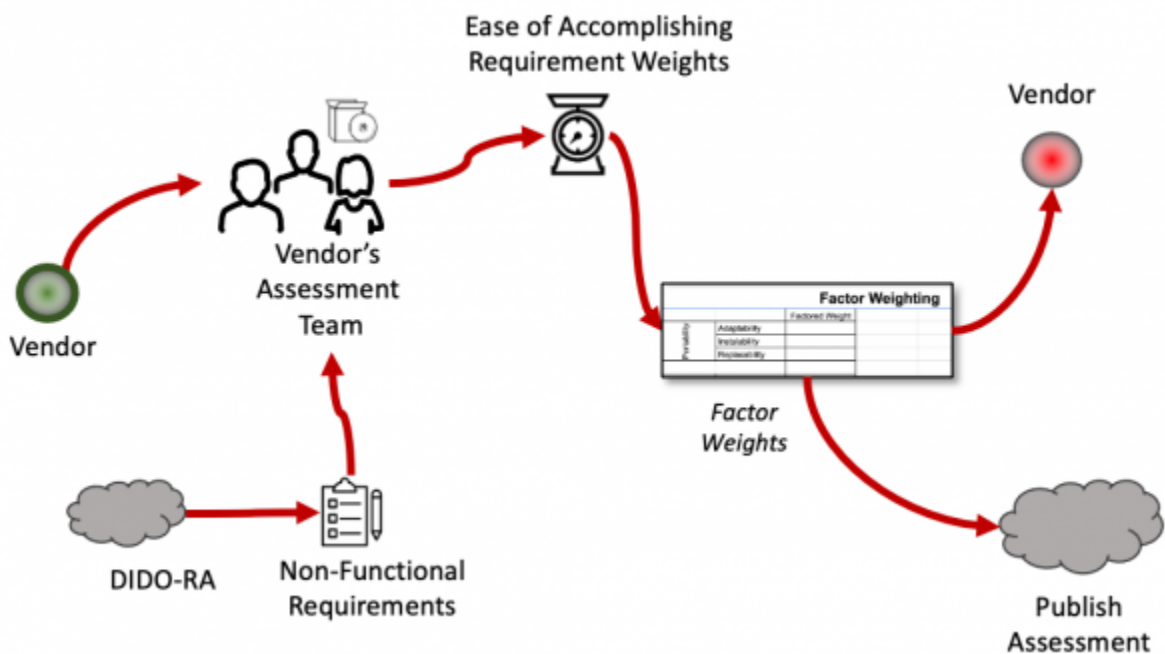 Ease of Accomplishing
Requirement Weights
Vendor
Vendor's
Assessment
Team
Vendor
Factor Weighting
Factored Weight
Portability
Adaptability
Instalability
Replaceability
Factor
Weights
DIDO-RA
Non-Functional
Requirements
Publish
Assessment